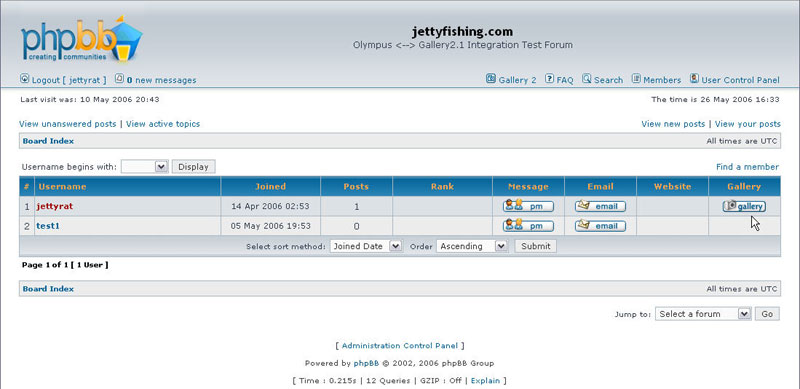 phpBB
creating communities
jettyfishing.com
Olympus <--> Gallery2.1 Integration Test Forum
Logout [ jettyrat ] 0 new messages Gallery 2 FAQ Search Members User Control Panel
Last visit was: 10 May 2006 20:43 The time is 26 May 2006 16:33
View unanswered posts | View active topics View new posts | View your posts
Board Index All times are UTC
Username begins with: Display Find a member
# Username Joined Posts Rank Message Email Website Gallery
1 jettyrat 14 Apr 2006 02:53 1 pm email gallery
2 test1 05 May 2006 19:53 0 pm email
Select sort method: Joined Date Order Ascending Submit
Page 1 of 1 [ 1 User ]
Board Index All times are UTC
Jump to: Select a forum Go
[ Administration Control Panel ]
Powered by phpBB © 2002, 2006 phpBB Group
[ Time : 0.215s | 12 Queries | GZIP : Off | Explain ]